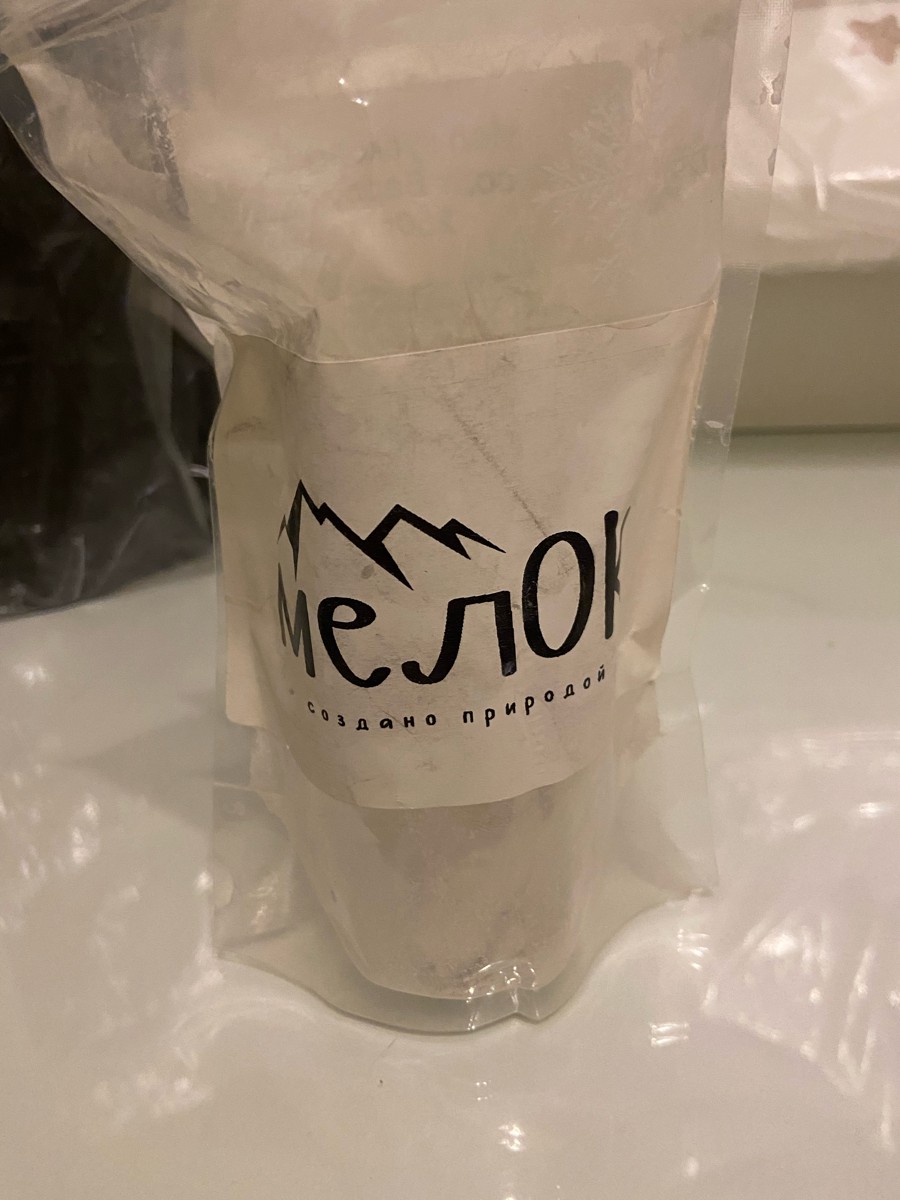 мелок
создано природой